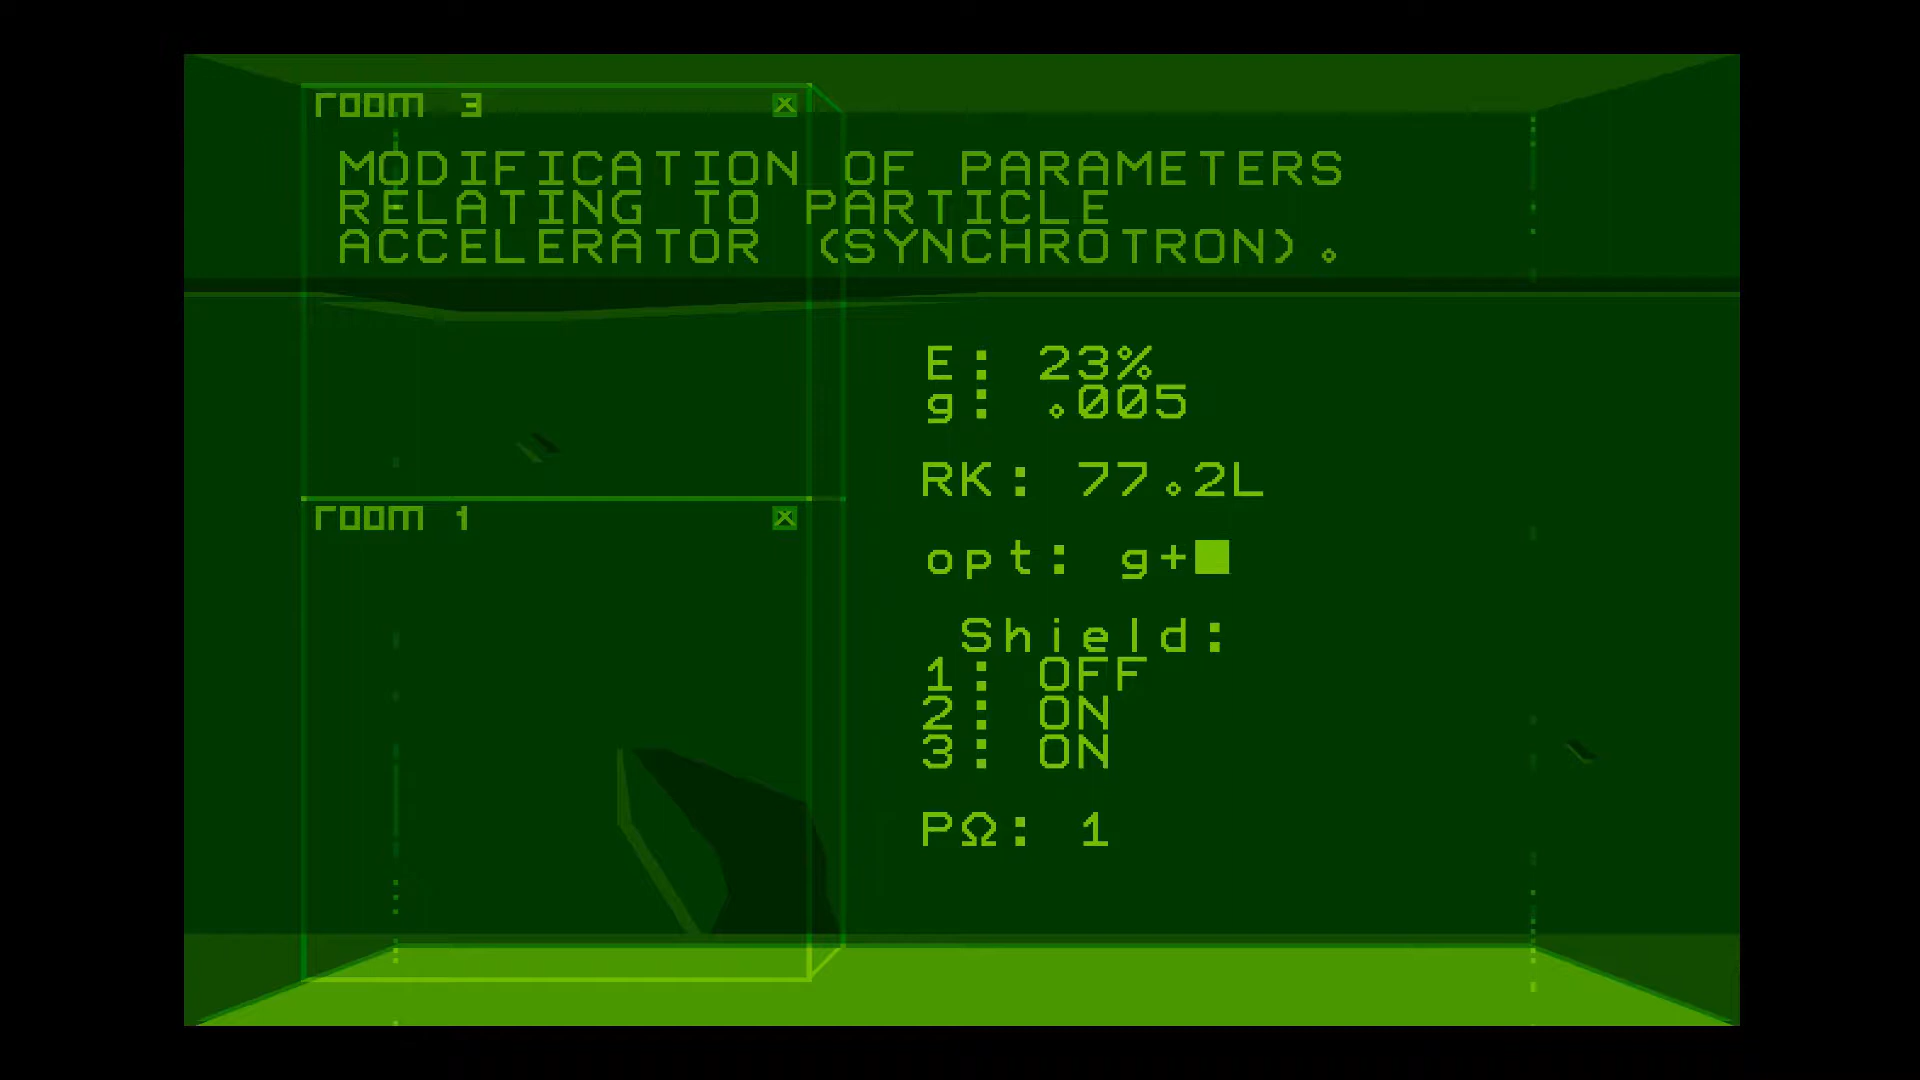 room 3
MODIFICATION OF PARAMETERS
RELATING TO PARTICLE
ACCELERATOR (SYNCHROTRON).
E: 23%
g: .005
RK: 77.2L
room 1
opt: g+
Shield:
1: OFF
2: ON
3: ON
PΩ: 1